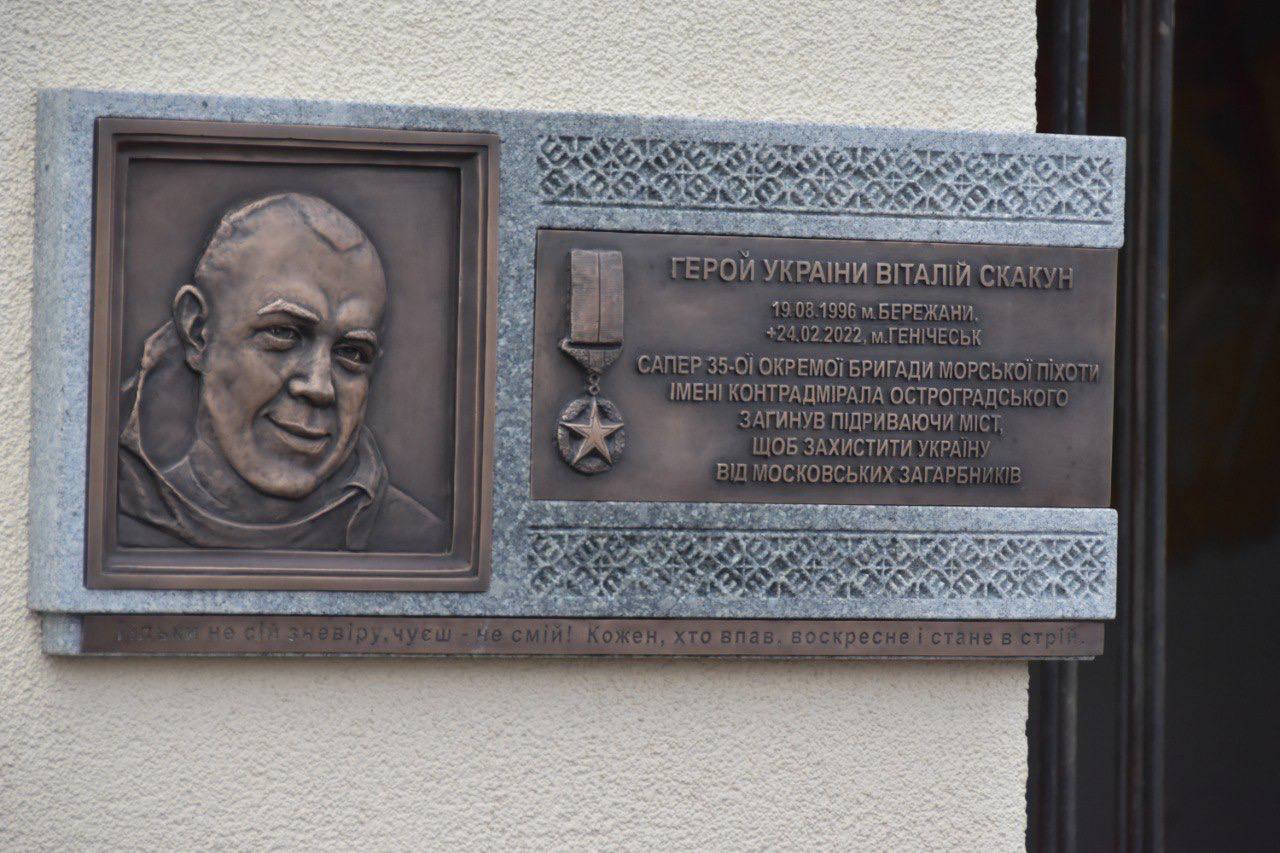 ГЕРОЙ УКРАЇНИ ВІТАЛІЙ СКАКУН
19.08.1996 м.БЕРЕЖАНИ.
+24.02.2022, м.ГЕНІЧЕСЬК
САПЕР 35-ОЇ ОКРЕМОЇ БРИГАДИ МОРСЬКОЇ ПІХОТИ
ІМЕНІ КОНТРАДМІРАЛА ОСТРОГРАДСЬКОГО
ЗАГИНУВ ПІДРИВАЮЧИ МІСТ,
ЩОБ ЗАХИСТИТИ УКРАЇНУ
ВІД МОСКОВСЬКИХ ЗАГАРБНИКІВ
Тільки не сій зневіру,чуєш - не смій! Кожен, хто впав, воскресне і стане в стрій.